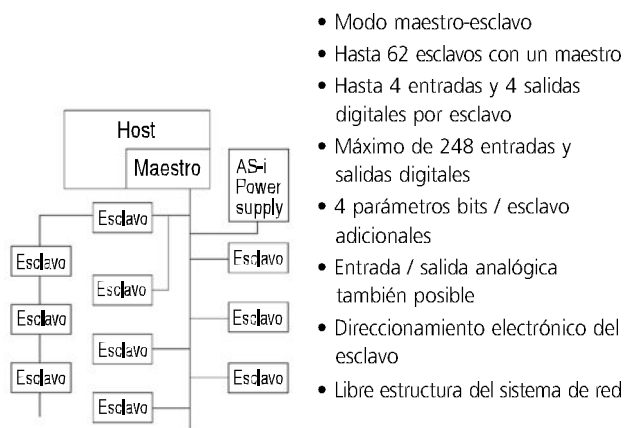 Host
Maestro
AS-i
Power
supply
Esclavo
Esclavo
Esclavo
Esclavo
Esclavo
Esclavo
Esclavo
Esclavo
Esclavo
Esclavo
• Modo maestro-esclavo
• Hasta 62 esclavos con un maestro
• Hasta 4 entradas y 4 salidas
digitales por esclavo
• Máximo de 248 entradas y
salidas digitales
• 4 parámetros bits / esclavo
adicionales
• Entrada / salida analógica
también posible
• Direccionamiento electrónico del
esclavo
• Libre estructura del sistema de red